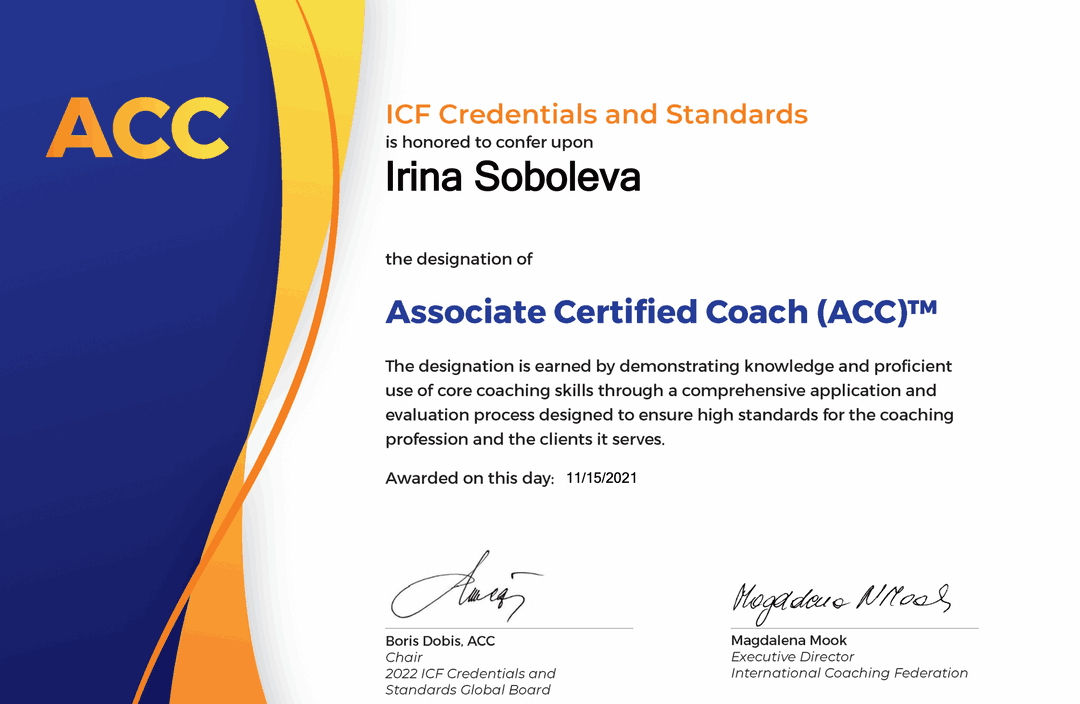 ACC
ICF Credentials and Standards
is honored to confer upon
Irina Soboleva
the designation of
Associate Certified Coach (ACC)™
The designation is earned by demonstrating knowledge and proficient
use of core coaching skills through a comprehensive application and
evaluation process designed to ensure high standards for the coaching
profession and the clients it serves.
Awarded on this day: 11/15/2021
Magdalena N Mook
Boris Dobis, ACC
Chair
2022 ICF Credentials and
Standards Global Board
Magdalena Mook
Executive Director
International Coaching Federation